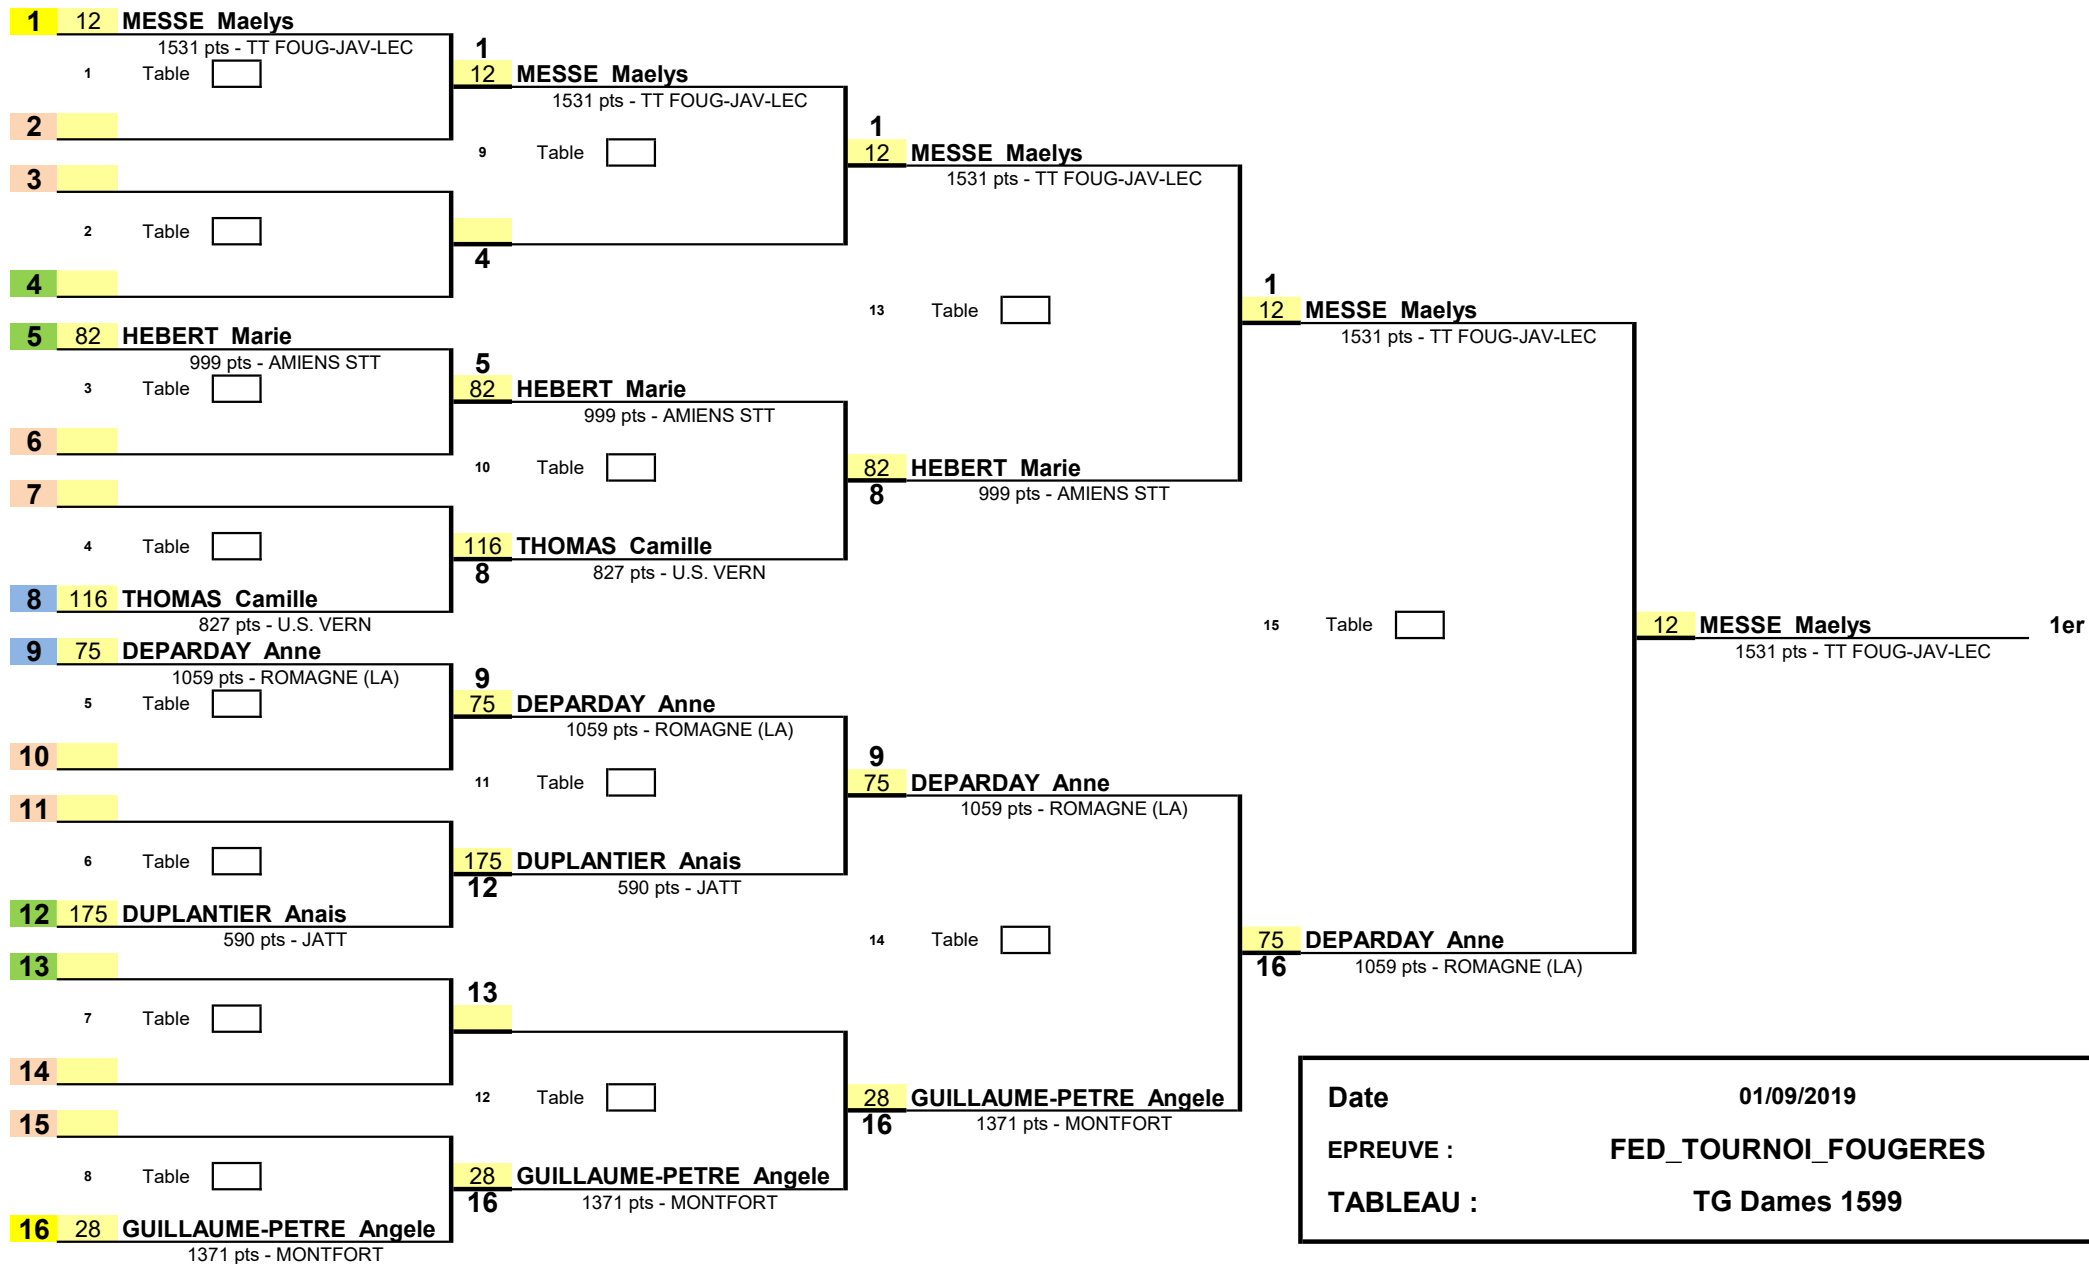 1 12 MESSE Maelys
1531 pts - TT FOUG-JAV-LEC
1 Table
2
3
2 Table
4
5 82 HEBERT Marie
999 pts - AMIENS STT
3 Table
6
7
4 Table
8 116 THOMAS Camille
827 pts - U.S. VERN
9 75 DEPARDAY Anne
1059 pts - ROMAGNE (LA)
5 Table
10
11
6 Table
12 175 DUPLANTIER Anais
590 pts - JATT
13
7 Table
14
15
8 Table
16 28 GUILLAUME-PETRE Angele
1371 pts - MONTFORT
1
12 MESSE Maelys
1531 pts - TT FOUG-JAV-LEC
9 Table
4
5
82 HEBERT Marie
999 pts - AMIENS STT
10 Table
116 THOMAS Camille
8
827 pts - U.S. VERN
9
75 DEPARDAY Anne
1059 pts - ROMAGNE (LA)
11 Table
175 DUPLANTIER Anais
12
590 pts - JATT
13
12 Table
28 GUILLAUME-PETRE Angele
16
1371 pts - MONTFORT
1
12 MESSE Maelys
1531 pts - TT FOUG-JAV-LEC
13 Table
82 HEBERT Marie
8
999 pts - AMIENS STT
9
75 DEPARDAY Anne
1059 pts - ROMAGNE (LA)
14 Table
28 GUILLAUME-PETRE Angele
16
1371 pts - MONTFORT
1
12 MESSE Maelys
1531 pts - TT FOUG-JAV-LEC
15 Table
75 DEPARDAY Anne
16
1059 pts - ROMAGNE (LA)
12 MESSE Maelys 1er
1531 pts - TT FOUG-JAV-LEC
Date 01/09/2019
EPREUVE : FED_TOURNOI_FOUGERES
TABLEAU : TG Dames 1599